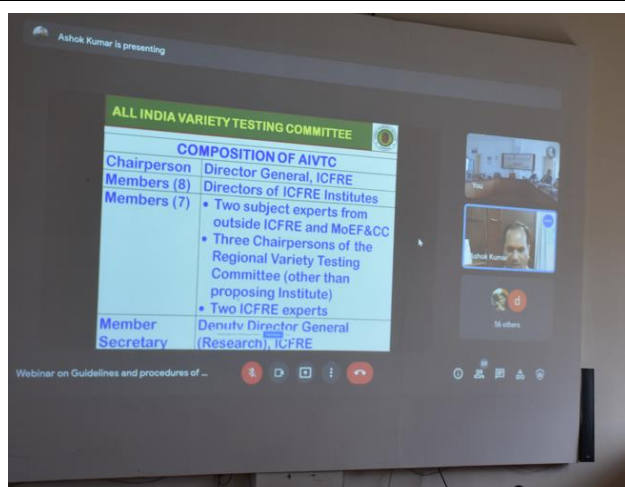 Ashok Kumar is presenting
ALL INDIA VARIETY TESTING COMMITTEE
COMPOSITION OF AIVTC
Chairperson Director General, ICFRE
Members (8) Directors of ICFRE Institutes
Members (7) • Two subject experts from
outside ICFRE and MoEF&CC
• Three Chairpersons of the
Regional Variety Testing
Committee (other than
proposing Institute)
• Two ICFRE experts
Member Deputy Director General
Secretary (Research), ICFRE
You
Ashok Kumar
d
56 others
Webinar on Guidelines and procedures of ...